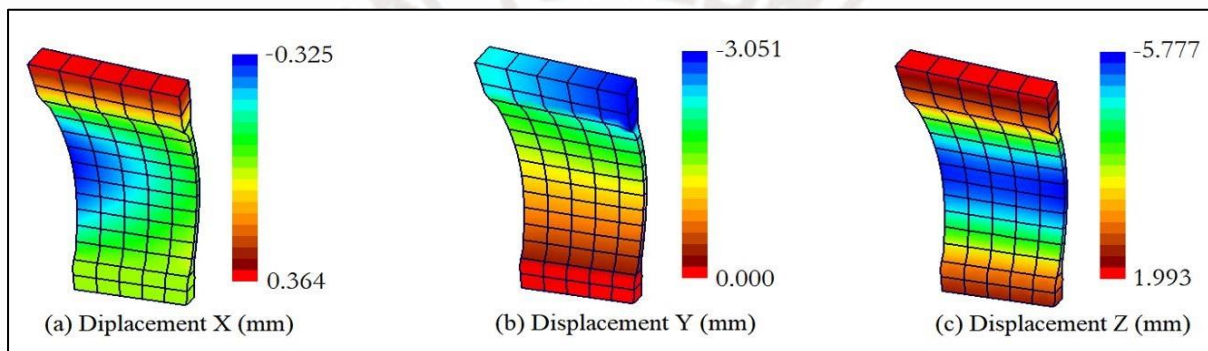 -0.325
0.364
(a) Diplacement X (mm)
-3.051
0.000
(b) Displacement Y (mm)
-5.777
1.993
(c) Displacement Z (mm)